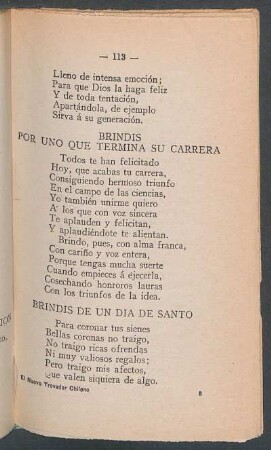 — 113 —
Lleno de intensa emoción;
Para que Dios la haga feliz
Y de toda tentación,
Apartándola, de ejemplo
Sirva á su generación.
BRINDIS
POR UNO QUE TERMINA SU CARRERA
Todos te han felicitado
Hoy, que acabas tu carrera,
Consiguiendo hermoso triunfo
En el campo de las ciencias,
Yo también unirme quiero
A los que con voz sincera
Te aplauden y felicitan,
Y aplaudiéndote te alientan.
Brindo, pues, con alma franca,
Con cariño y voz entera,
Porque tengas mucha suerte
Cuando empieces á ejecerla,
Cosechando honroros lauras
Con los triunfos de la idea.
BRINDIS DE UN DIA DE SANTO
Para coronar tus sienes
Bellas coronas no traigo,
No traigo ricas ofrendas
Ni muy valiosos regalos;
Pero traigo mis afectos,
Que valen siquiera de algo.
El Nuevo Trovador Chileno
8